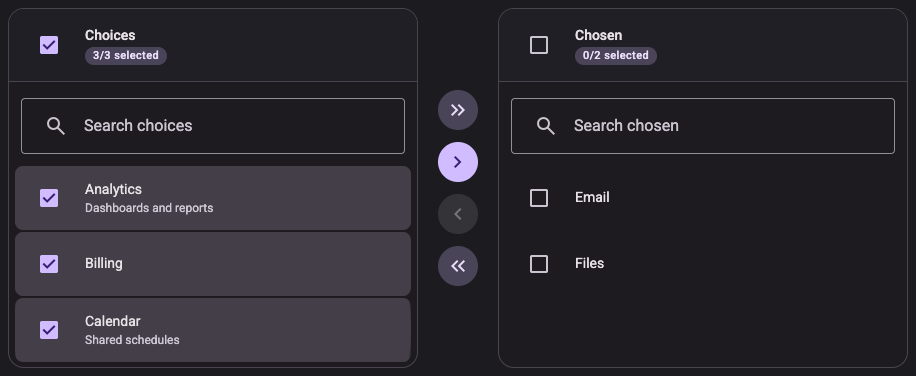 Choices
3/3 selected
Search choices
Analytics
Dashboards and reports
Billing
Calendar
Shared schedules
Chosen
0/2 selected
Search chosen
Email
Files